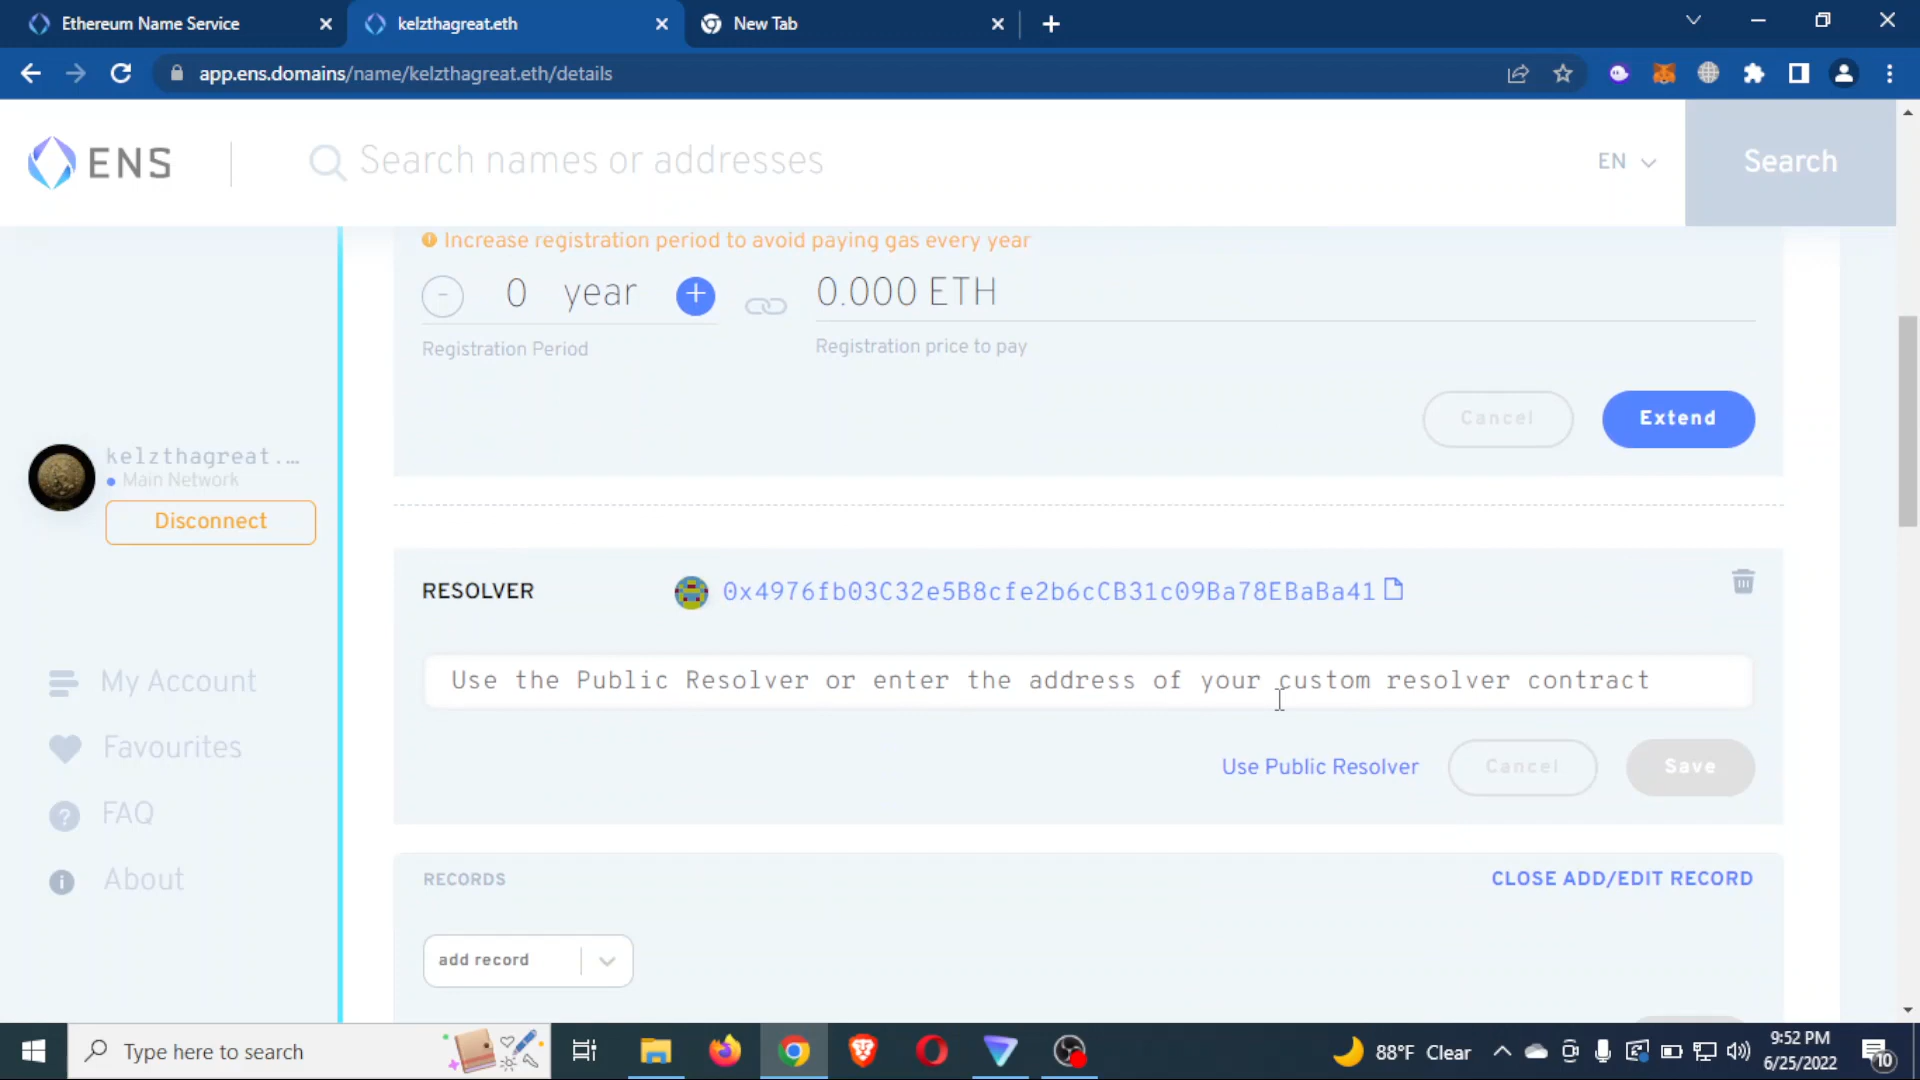 Ethereum Name Service
kelzthagreat.eth
New Tab
app.ens.domains/name/kelzthagreat.eth/details
ENS
Search names or addresses
EN
Search
Increase registration period to avoid paying gas every year
- 0 year +
0.000 ETH
Registration Period
Registration price to pay
Cancel
Extend
kelzthagreat.…
Main Network
Disconnect
RESOLVER
0x4976fb03C32e5B8cfe2b6cCB31c09Ba78EBaBa41
Use the Public Resolver or enter the address of your custom resolver contract
Use Public Resolver
Cancel
Save
My Account
Favourites
FAQ
About
RECORDS
CLOSE ADD/EDIT RECORD
add record
Type here to search
88°F Clear
9:52 PM
6/25/2022
10